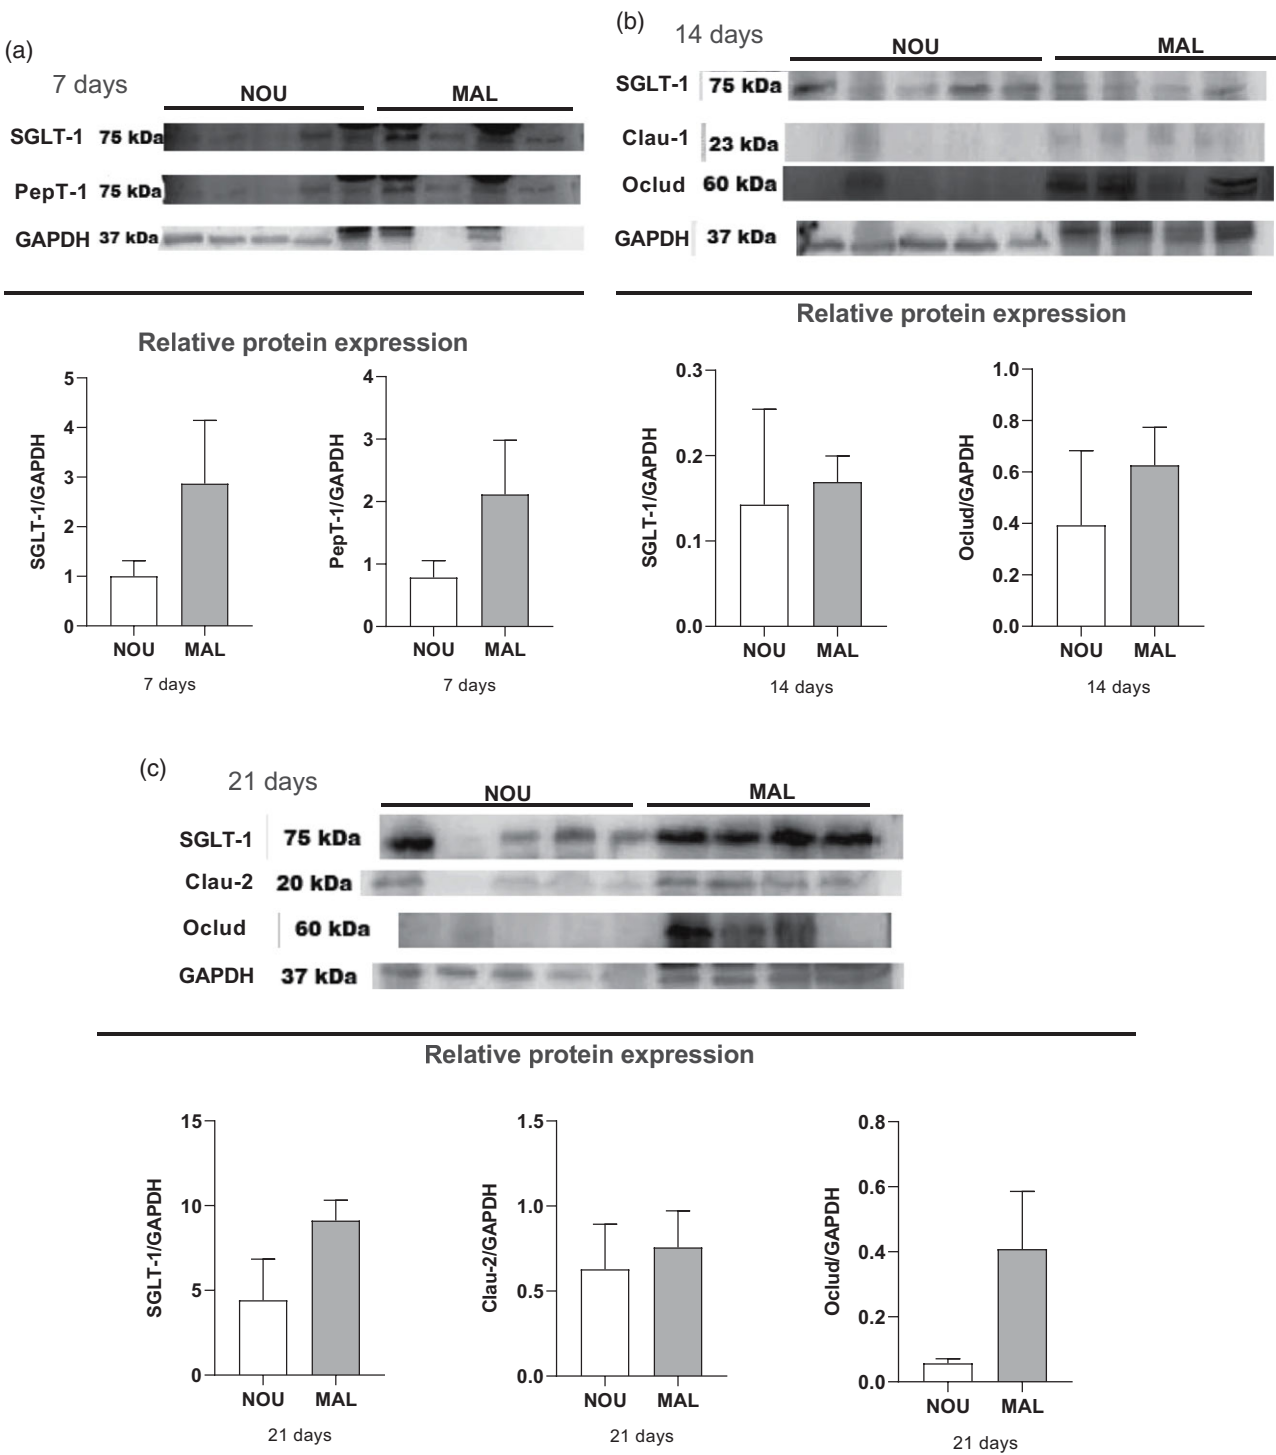 (a)
7 days
NOU MAL
SGLT-1 75 kDa
PepT-1 75 kDa
GAPDH 37 kDa
Relative protein expression
SGLT-1/GAPDH
5
4
3
2
1
0
NOU MAL
7 days
PepT-1/GAPDH
4
3
2
1
0
NOU MAL
7 days
(b)
14 days
NOU MAL
SGLT-1 75 kDa
Clau-1 23 kDa
Oclud 60 kDa
GAPDH 37 kDa
Relative protein expression
SGLT-1/GAPDH
0.3
0.2
0.1
0.0
NOU MAL
14 days
Oclud/GAPDH
1.0
0.8
0.6
0.4
0.2
0.0
NOU MAL
14 days
(c)
21 days
NOU MAL
SGLT-1 75 kDa
Clau-2 20 kDa
Oclud 60 kDa
GAPDH 37 kDa
Relative protein expression
SGLT-1/GAPDH
15
10
5
0
NOU MAL
21 days
Clau-2/GAPDH
1.5
1.0
0.5
0.0
NOU MAL
21 days
Oclud/GAPDH
0.8
0.6
0.4
0.2
0.0
NOU MAL
21 days